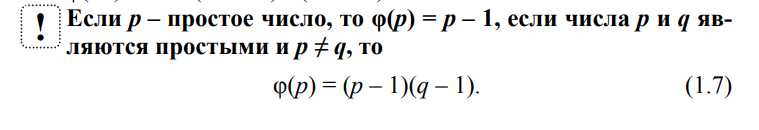 ! Если p – простое число, то φ(p) = p – 1, если числа p и q яв-
ляются простыми и p ≠ q, то
φ(p) = (p – 1)(q – 1). (1.7)